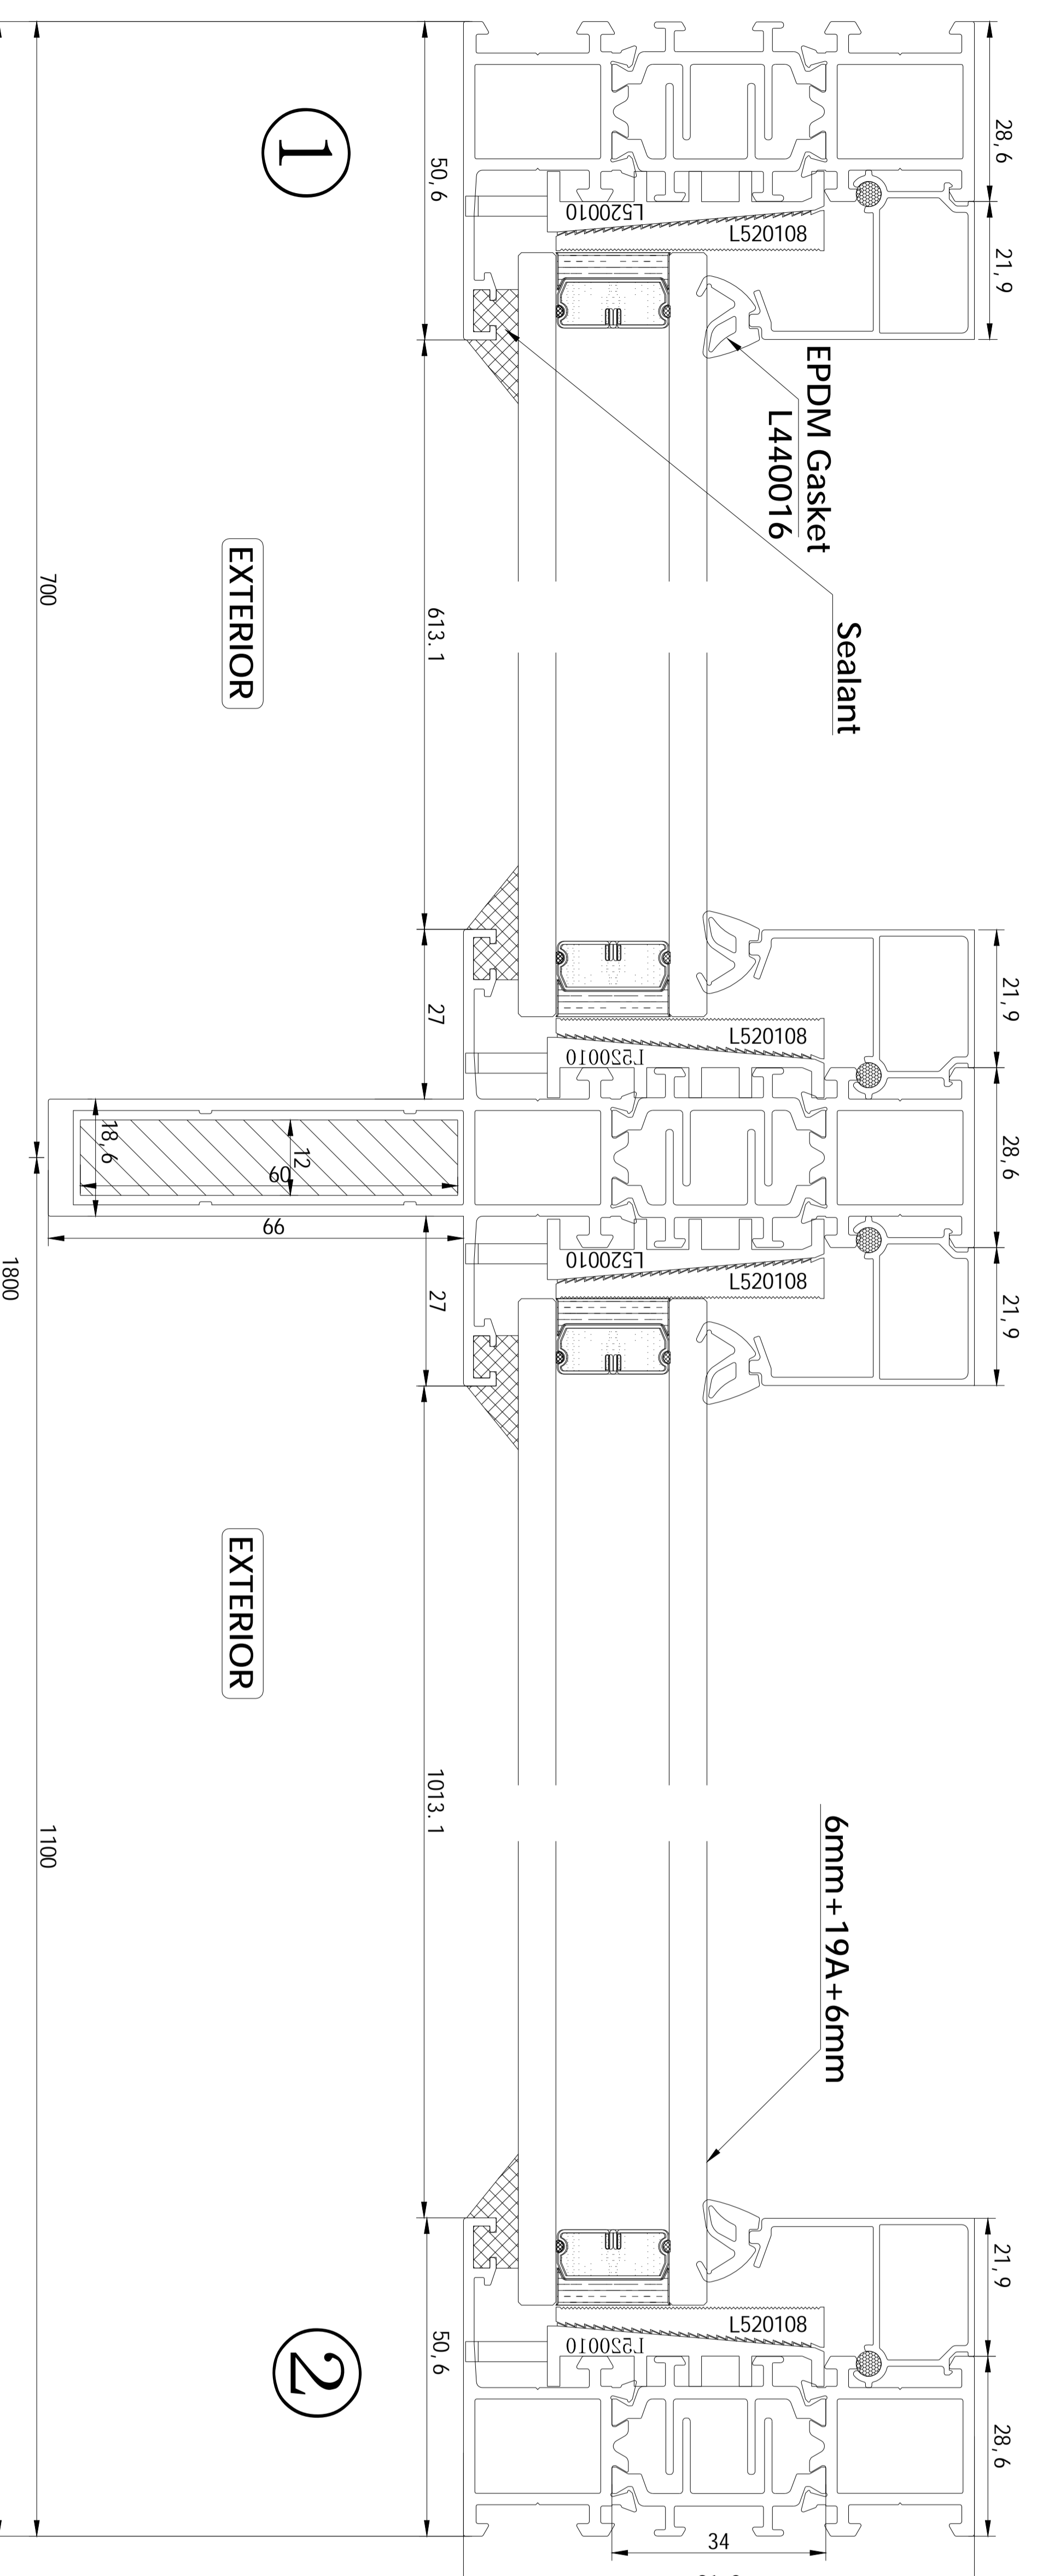 28,6
50,6
1
L520010
L520108
21,9
EPDM Gasket
L440016
Sealant
700
EXTERIOR
613.1
21,9
27
L520108
L520010
18,6
12
60
66
28,6
L520010
L520108
27
21,9
1800
EXTERIOR
1100
1013.1
6mm+19A+6mm
21,9
L520108
L520010
50,6
2
28,6
34